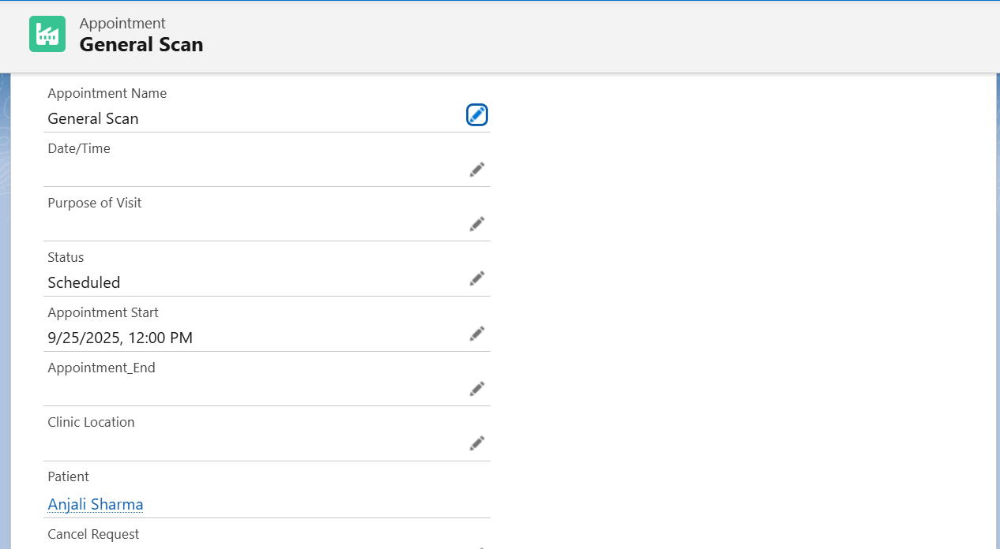 Appointment
General Scan
Appointment Name
General Scan
Date/Time
Purpose of Visit
Status
Scheduled
Appointment Start
9/25/2025, 12:00 PM
Appointment_End
Clinic Location
Patient
Anjali Sharma
Cancel Request